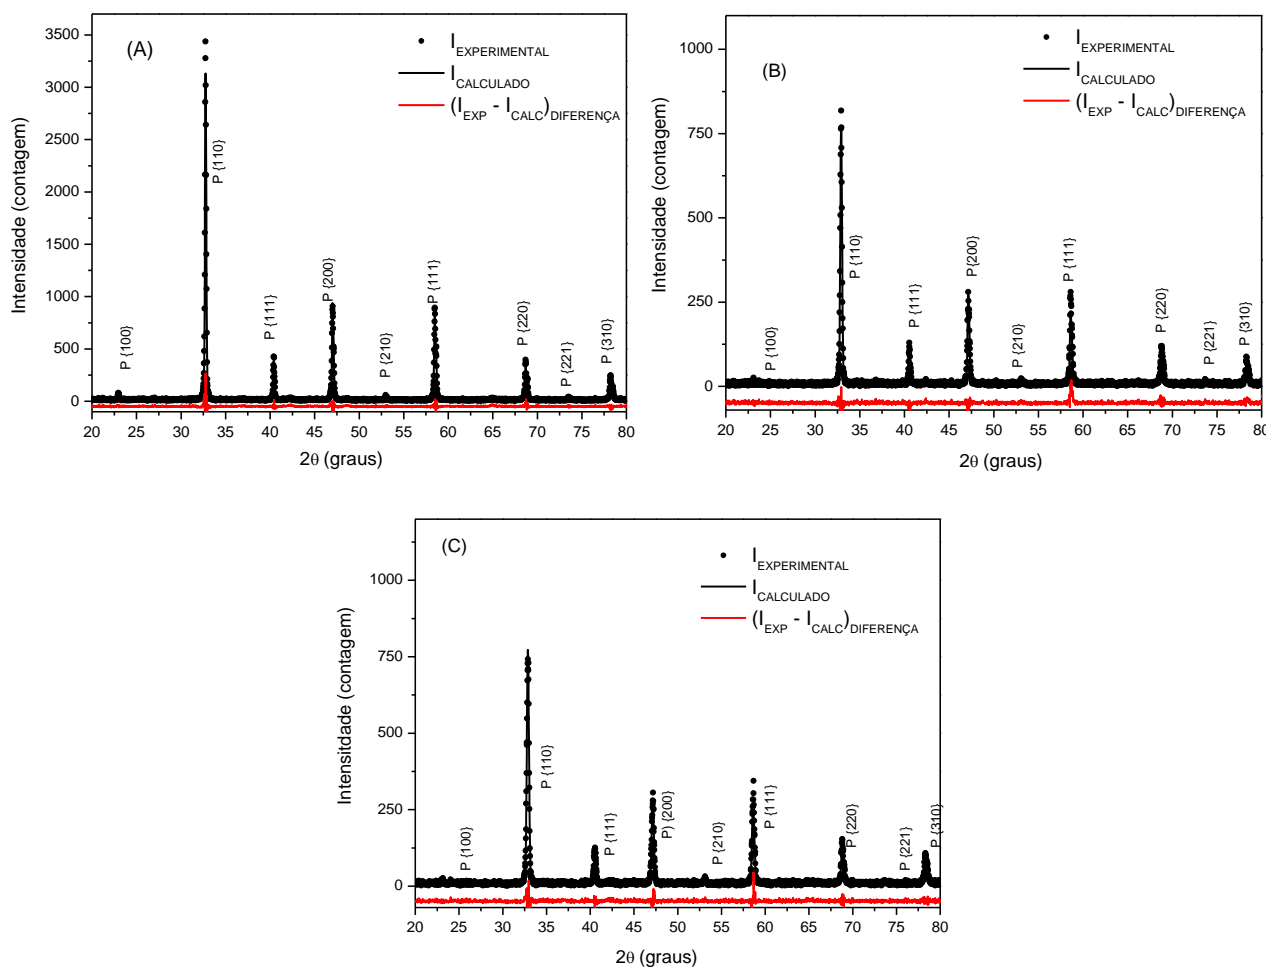 (A)
I EXPERIMENTAL
I CALCULADO
(I EXP - I CALC) DIFERENÇA
Intensidade (contagem)
3500
3000
2500
2000
1500
1000
500
0
P {100}
P {110}
P {111}
P {200}
P {210}
P {111}
P {220}
P {221}
P {310}
20 25 30 35 40 45 50 55 60 65 70 75 80
2θ (graus)
(B)
I EXPERIMENTAL
I CALCULADO
(I EXP - I CALC) DIFERENÇA
Intensidade (contagem)
1000
750
500
250
0
P {100}
P {110}
P {111}
P {200}
P {210}
P {111}
P {220}
P {221}
P {310}
20 25 30 35 40 45 50 55 60 65 70 75 80
2θ (graus)
(C)
I EXPERIMENTAL
I CALCULADO
(I EXP - I CALC) DIFERENÇA
Intensitdade (contagem)
1000
750
500
250
0
P {100}
P {110}
P {111}
P) {200}
P {210}
P {111}
P {220}
P {221}
P {310}
20 25 30 35 40 45 50 55 60 65 70 75 80
2θ (graus)